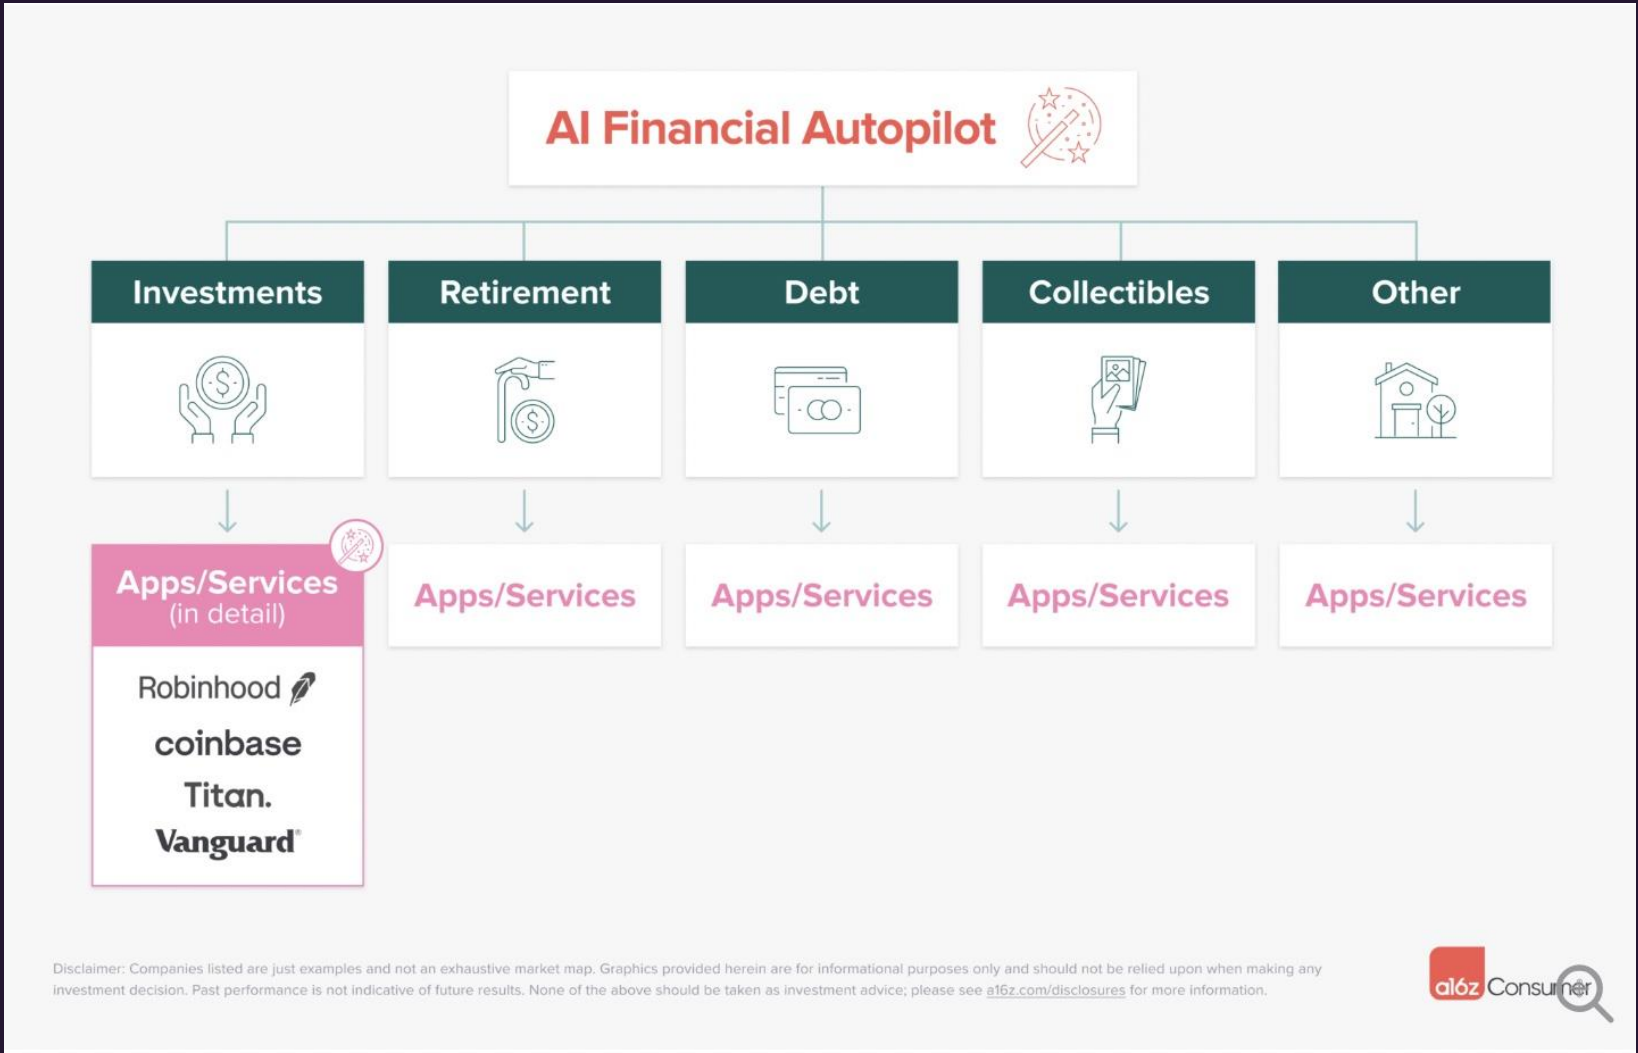 AI Financial Autopilot
Investments
Retirement
Debt
Collectibles
Other
Apps/Services
(in detail)
Apps/Services
Apps/Services
Apps/Services
Apps/Services
Robinhood
coinbase
Titan.
Vanguard®
Disclaimer: Companies listed are just examples and not an exhaustive market map. Graphics provided herein are for informational purposes only and should not be relied upon when making any
investment decision. Past performance is not indicative of future results. None of the above should be taken as investment advice; please see a16z.com/disclosures for more information.
a16z Consumer